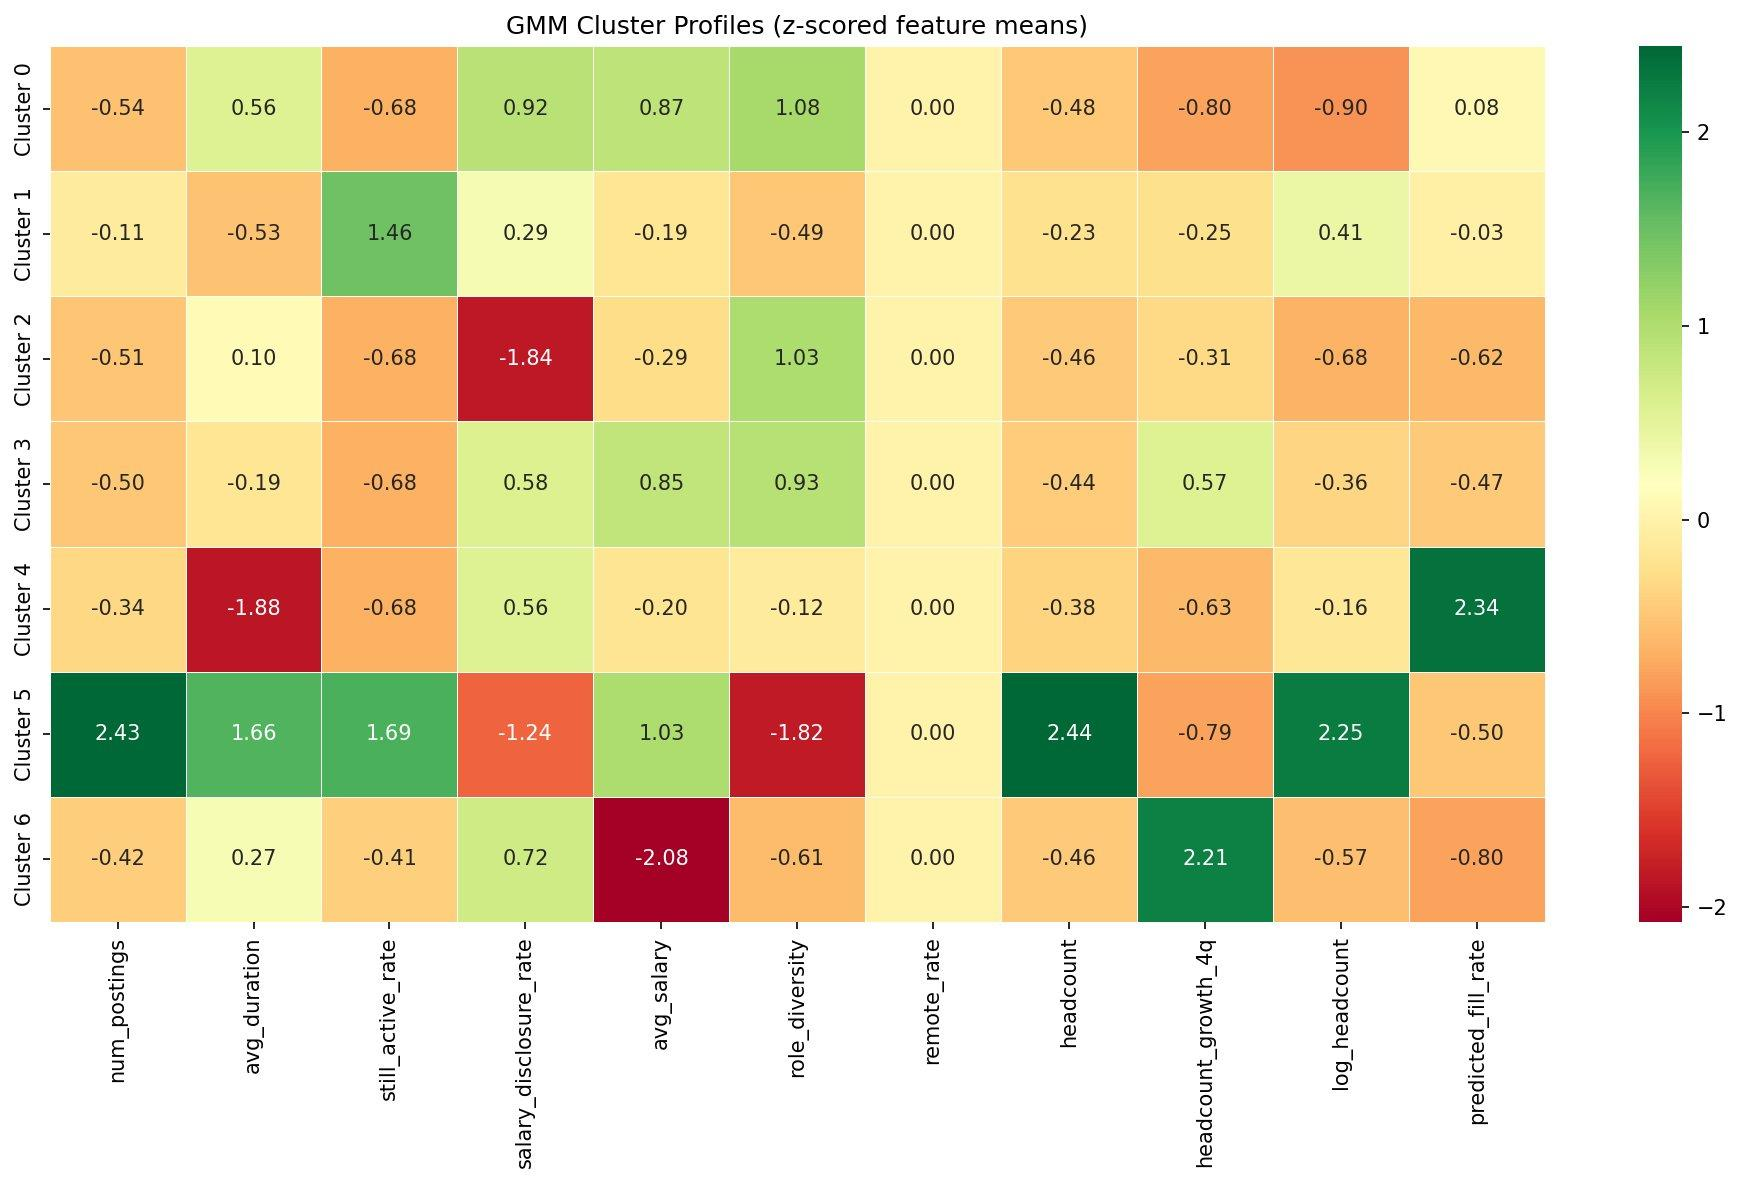 GMM Cluster Profiles (z-scored feature means)
Cluster 0 -0.54 0.56 -0.68 0.92 0.87 1.08 0.00 -0.48 -0.80 -0.90 0.08
Cluster 1 -0.11 -0.53 1.46 0.29 -0.19 -0.49 0.00 -0.23 -0.25 0.41 -0.03
Cluster 2 -0.51 0.10 -0.68 -1.84 -0.29 1.03 0.00 -0.46 -0.31 -0.68 -0.62
Cluster 3 -0.50 -0.19 -0.68 0.58 0.85 0.93 0.00 -0.44 0.57 -0.36 -0.47
Cluster 4 -0.34 -1.88 -0.68 0.56 -0.20 -0.12 0.00 -0.38 -0.63 -0.16 2.34
Cluster 5 2.43 1.66 1.69 -1.24 1.03 -1.82 0.00 2.44 -0.79 2.25 -0.50
Cluster 6 -0.42 0.27 -0.41 0.72 -2.08 -0.61 0.00 -0.46 2.21 -0.57 -0.80
num_postings
avg_duration
still_active_rate
salary_disclosure_rate
avg_salary
role_diversity
remote_rate
headcount
headcount_growth_4q
log_headcount
predicted_fill_rate
2
1
0
−1
−2